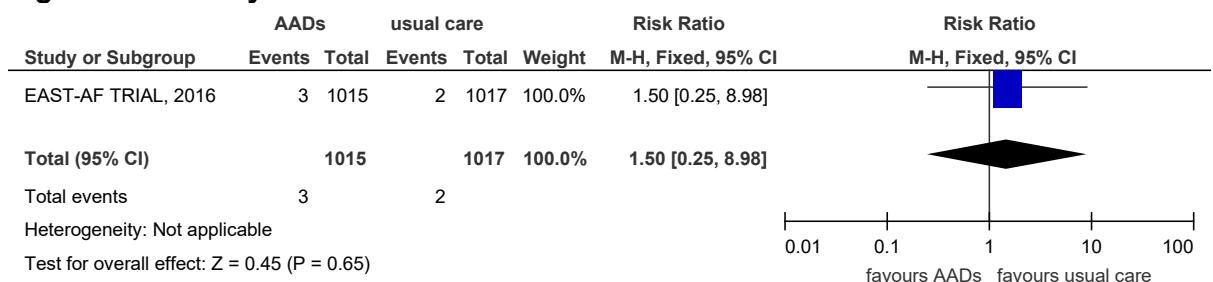 AADs usual care Risk Ratio Risk Ratio
Study or Subgroup Events Total Events Total Weight M-H, Fixed, 95% CI M-H, Fixed, 95% CI
EAST-AF TRIAL, 2016 3 1015 2 1017 100.0% 1.50 [0.25, 8.98]
Total (95% CI) 1015 1017 100.0% 1.50 [0.25, 8.98]
Total events 3 2
Heterogeneity: Not applicable
Test for overall effect: Z = 0.45 (P = 0.65)
0.01 0.1 1 10 100
favours AADs favours usual care